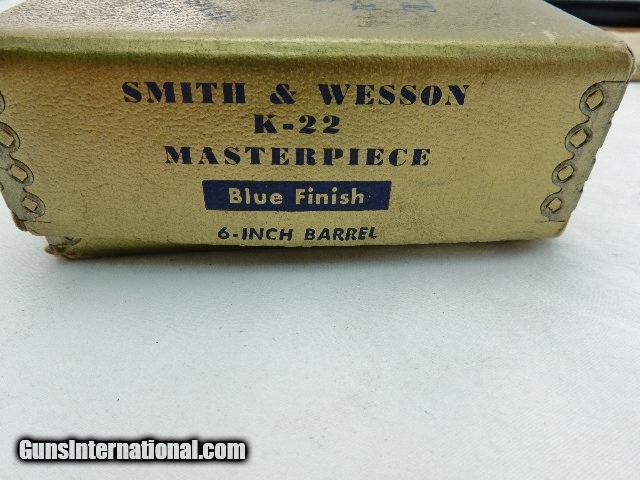 SMITH & WESSON
K-22
MASTERPIECE
Blue Finish
6-INCH BARREL
GunsInternational.com